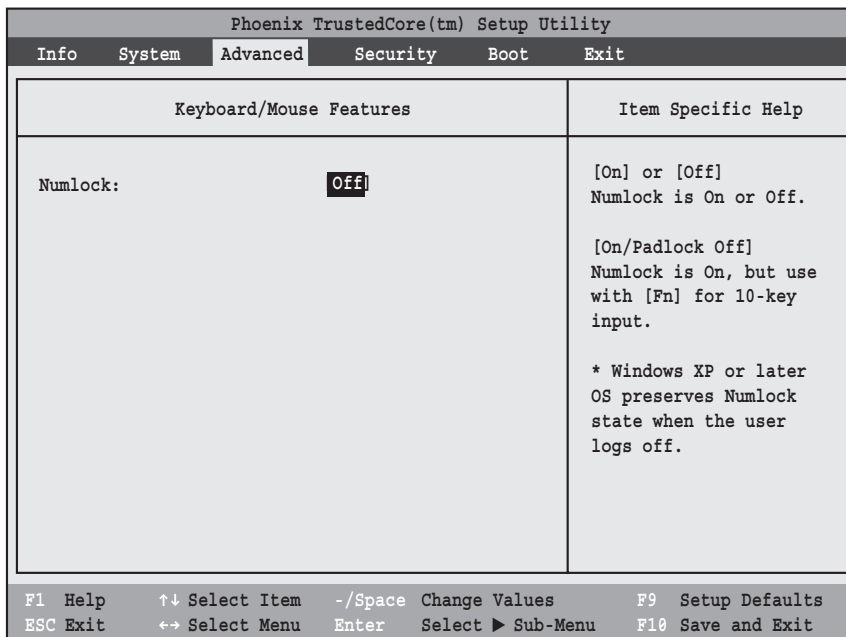 Phoenix TrustedCore(tm) Setup Utility
Info System Advanced Security Boot Exit
Keyboard/Mouse Features
Item Specific Help
Numlock: Off]
[On] or [Off]
Numlock is On or Off.
[On/Padlock Off]
Numlock is On, but use
with [Fn] for 10-key
input.
* Windows XP or later
OS preserves Numlock
state when the user
logs off.
F1 Help ↑↓ Select Item -/Space Change Values F9 Setup Defaults
ESC Exit ←→ Select Menu Enter Select ▶ Sub-Menu F10 Save and Exit